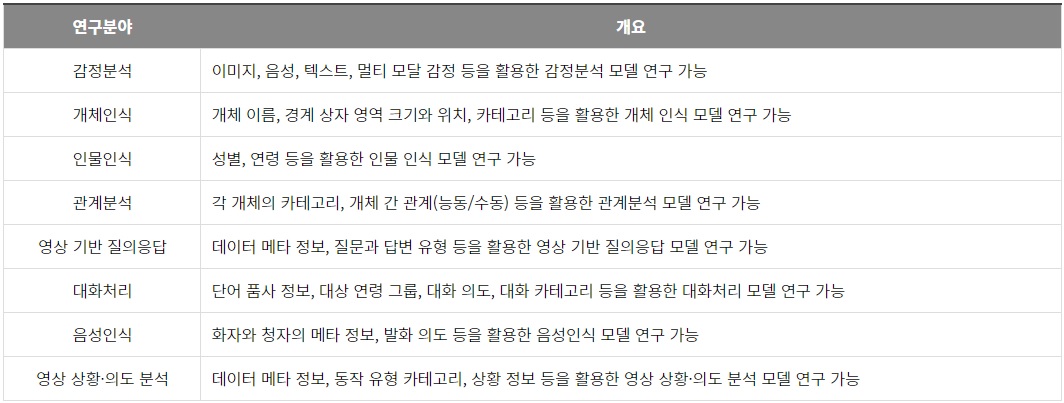 연구분야 개요
감정분석 이미지, 음성, 텍스트, 멀티 모달 감정 등을 활용한 감정분석 모델 연구 가능
개체인식 개체 이름, 경계 상자 영역 크기와 위치, 카테고리 등을 활용한 개체 인식 모델 연구 가능
인물인식 성별, 연령 등을 활용한 인물 인식 모델 연구 가능
관계분석 각 개체의 카테고리, 개체 간 관계(능동/수동) 등을 활용한 관계분석 모델 연구 가능
영상 기반 질의응답 데이터 메타 정보, 질문과 답변 유형 등을 활용한 영상 기반 질의응답 모델 연구 가능
대화처리 단어 품사 정보, 대상 연령 그룹, 대화 의도, 대화 카테고리 등을 활용한 대화처리 모델 연구 가능
음성인식 화자와 청자의 메타 정보, 발화 의도 등을 활용한 음성인식 모델 연구 가능
영상 상황·의도 분석 데이터 메타 정보, 동작 유형 카테고리, 상황 정보 등을 활용한 영상 상황·의도 분석 모델 연구 가능